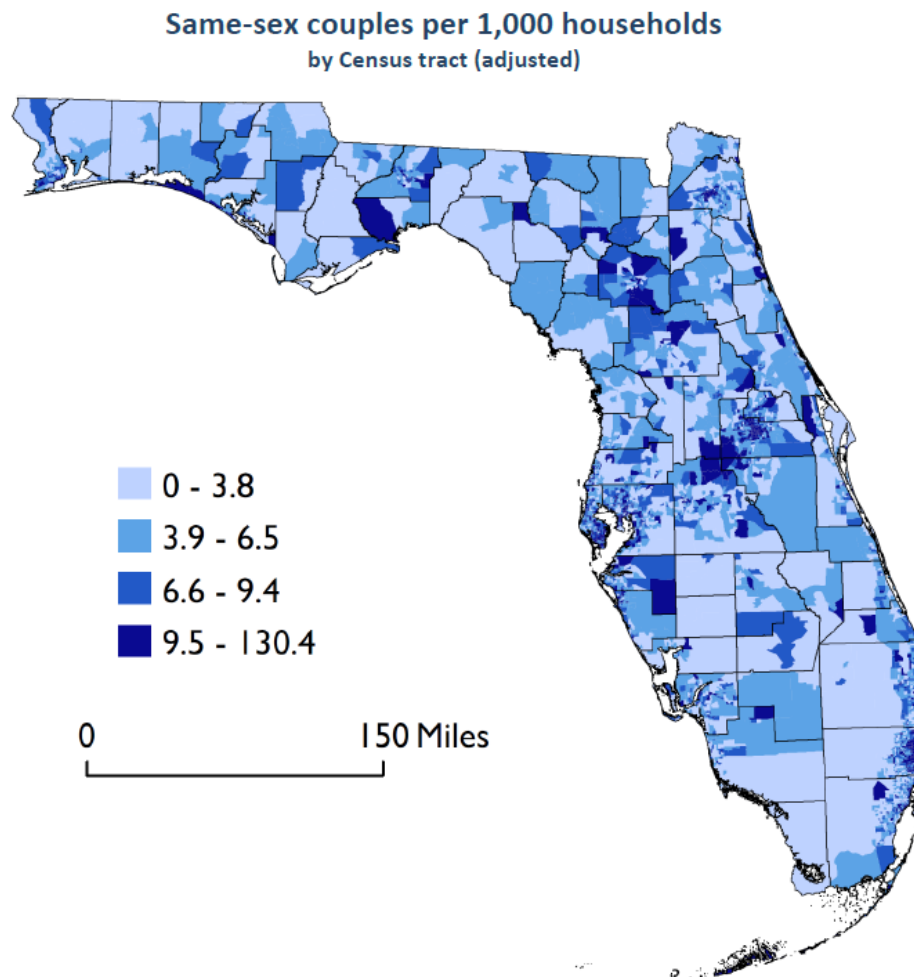 Same-sex couples per 1,000 households
by Census tract (adjusted)
0 - 3.8
3.9 - 6.5
6.6 - 9.4
9.5 - 130.4
0 150 Miles